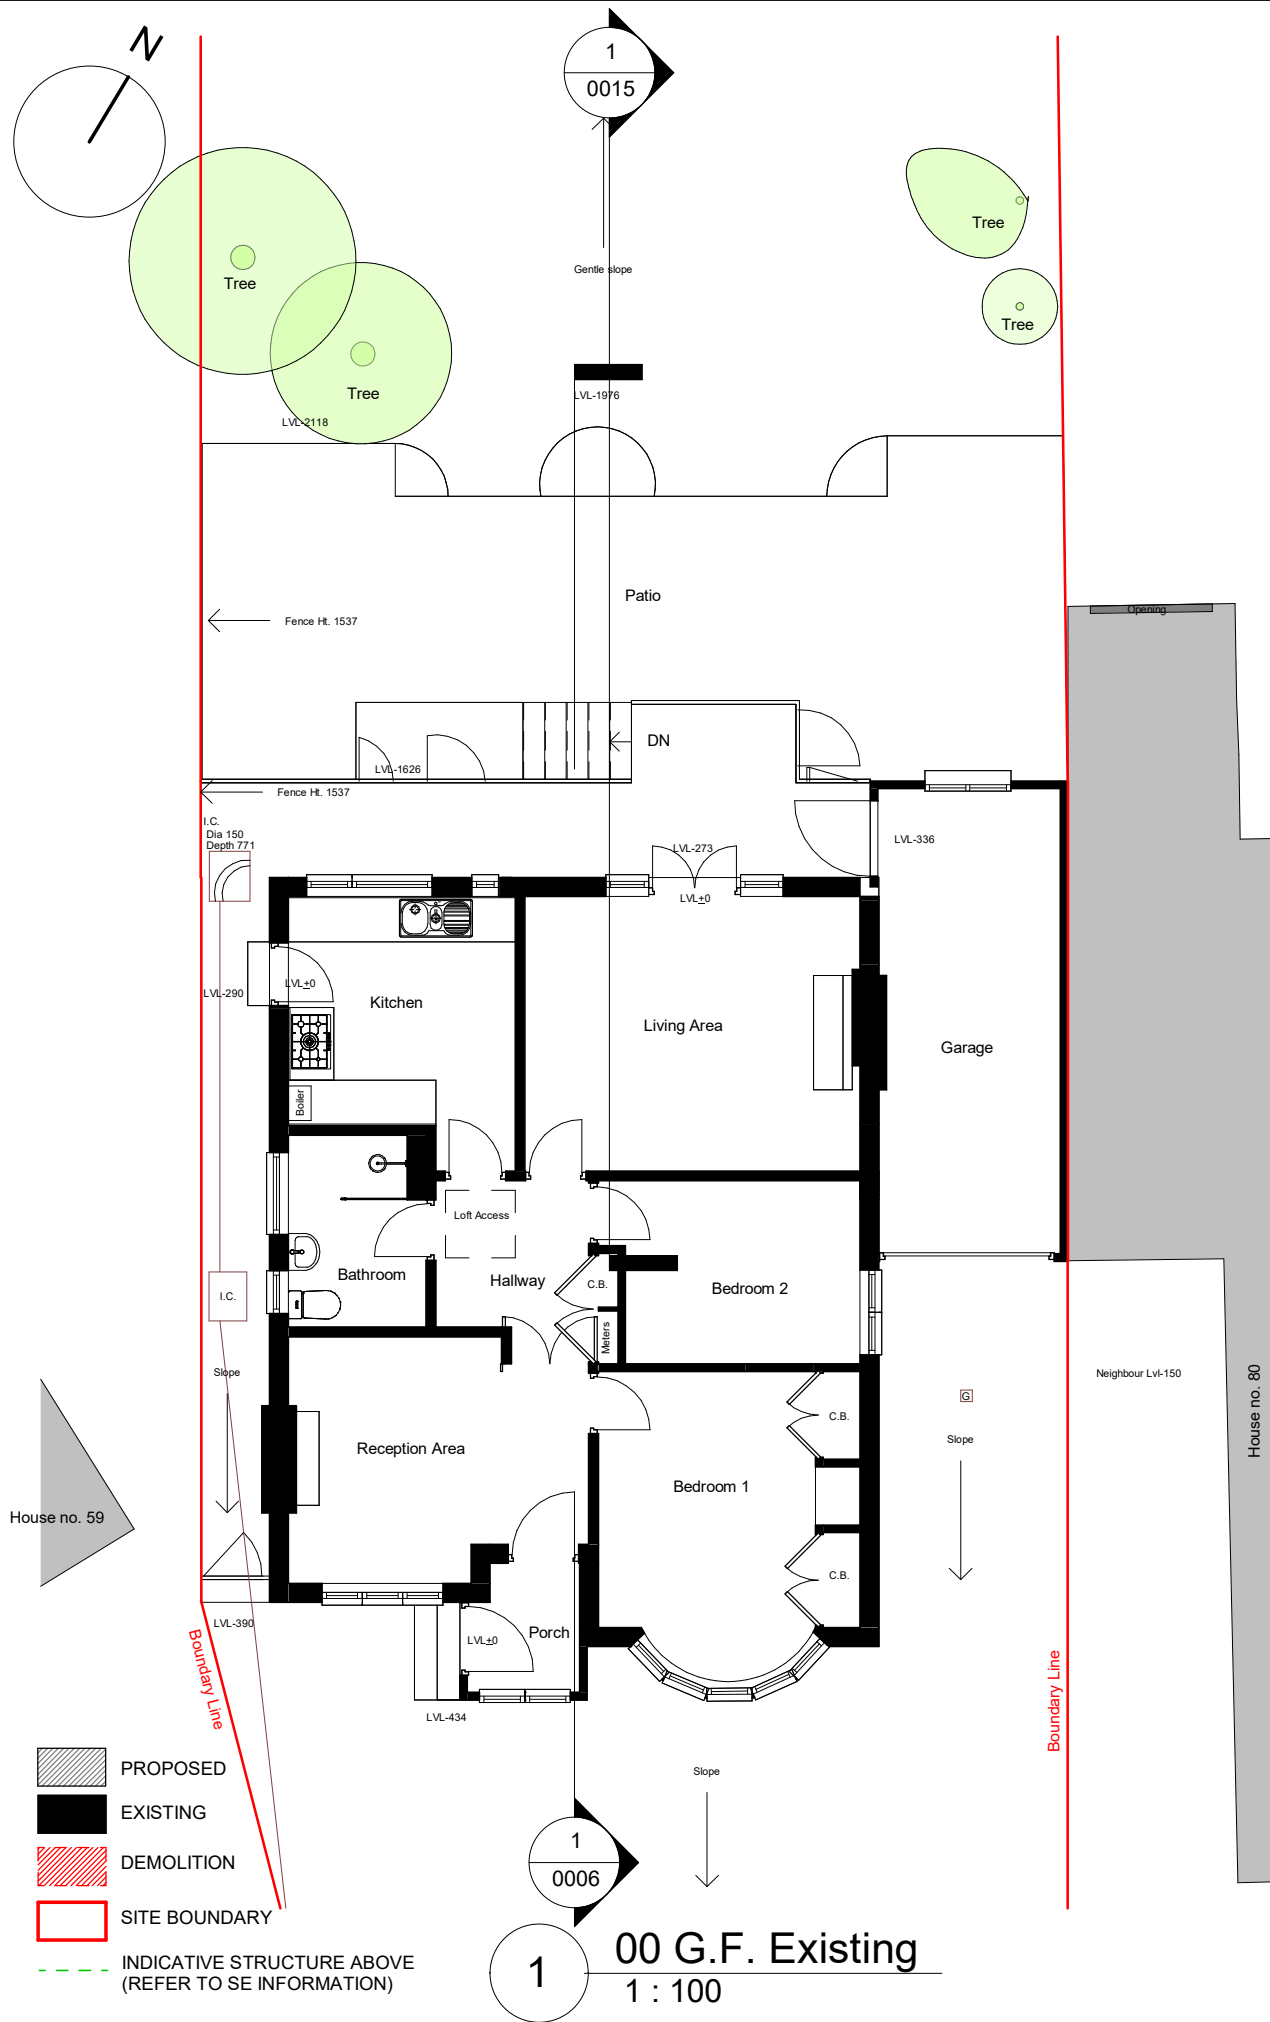 N
1
0015
Tree
Tree
Gentle slope
Tree
Tree
LVL-1976
LVL-2118
Patio
Opening
Fence Ht. 1537
DN
LVL-1626
Fence Ht. 1537
I.C.
Dia 150
Depth 771
LVL-336
LVL-273
LVL±0
LVL±0
LVL-290
Kitchen
Living Area
Garage
Boiler
Loft Access
Bathroom
Hallway
C.B.
Bedroom 2
I.C.
Meters
Slope
Neighbour Lvl-150
G
House no. 80
C.B.
Slope
Reception Area
Bedroom 1
House no. 59
C.B.
LVL-390
Porch
LVL±0
Boundary Line
Boundary Line
LVL-434
Slope
PROPOSED
EXISTING
DEMOLITION
SITE BOUNDARY
INDICATIVE STRUCTURE ABOVE
(REFER TO SE INFORMATION)
1
0006
1
00 G.F. Existing
1 : 100